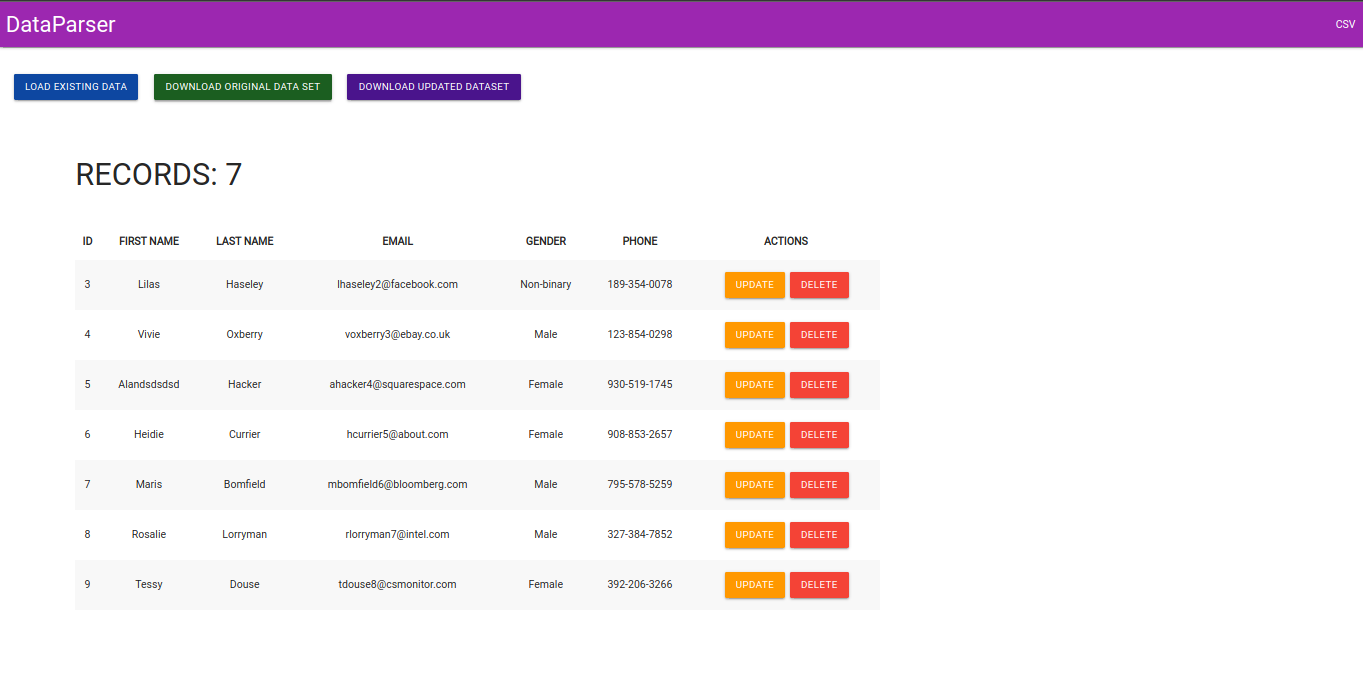 DataParser CSV
LOAD EXISTING DATA DOWNLOAD ORIGINAL DATA SET DOWNLOAD UPDATED DATASET
RECORDS: 7
ID FIRST NAME LAST NAME EMAIL GENDER PHONE ACTIONS
3 Lilas Haseley lhaseley2@facebook.com Non-binary 189-354-0078 UPDATE DELETE
4 Vivie Oxberry voxberry3@ebay.co.uk Male 123-854-0298 UPDATE DELETE
5 Alandsdsdsd Hacker ahacker4@squarespace.com Female 930-519-1745 UPDATE DELETE
6 Heidie Currier hcurrier5@about.com Female 908-853-2657 UPDATE DELETE
7 Maris Bomfield mbomfield6@bloomberg.com Male 795-578-5259 UPDATE DELETE
8 Rosalie Lorryman rlorryman7@intel.com Male 327-384-7852 UPDATE DELETE
9 Tessy Douse tdouse8@csmonitor.com Female 392-206-3266 UPDATE DELETE